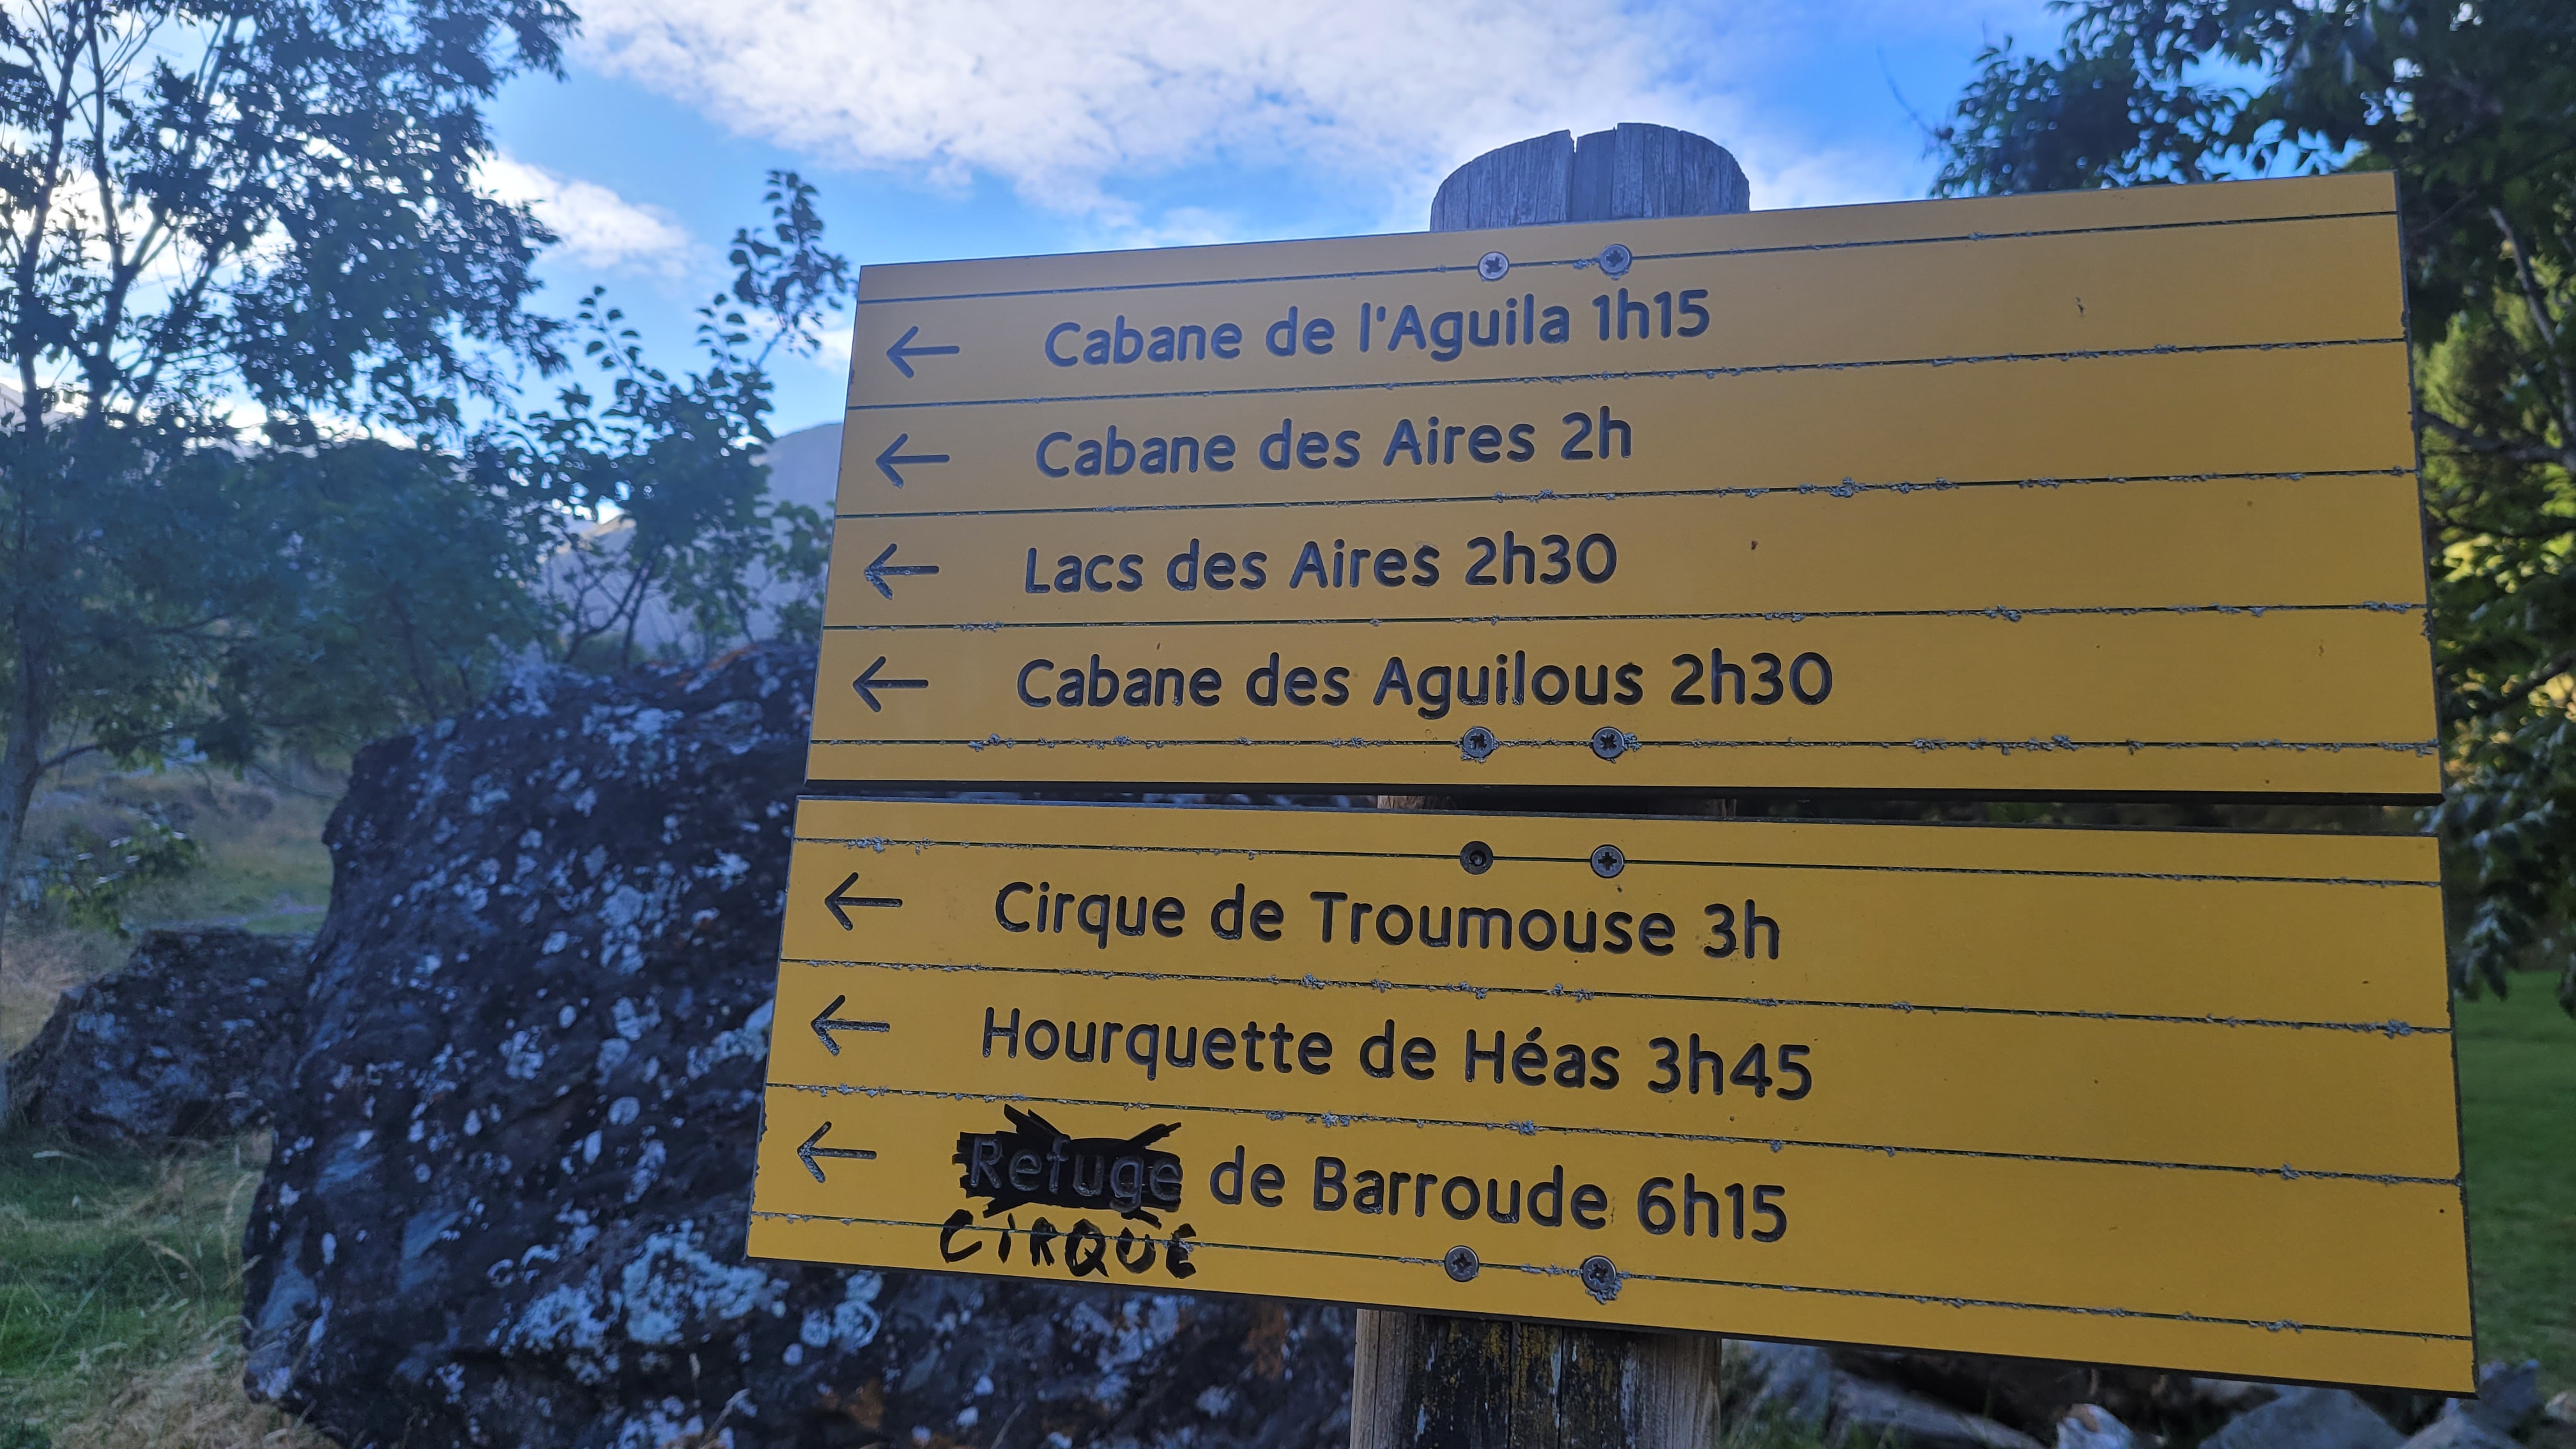 ← Cabane de l'Aguila 1h15
← Cabane des Aires 2h
← Lacs des Aires 2h30
← Cabane des Aguilous 2h30
← Cirque de Troumouse 3h
← Hourquette de Héas 3h45
← Refuge de Barroude 6h15
CIRQUE